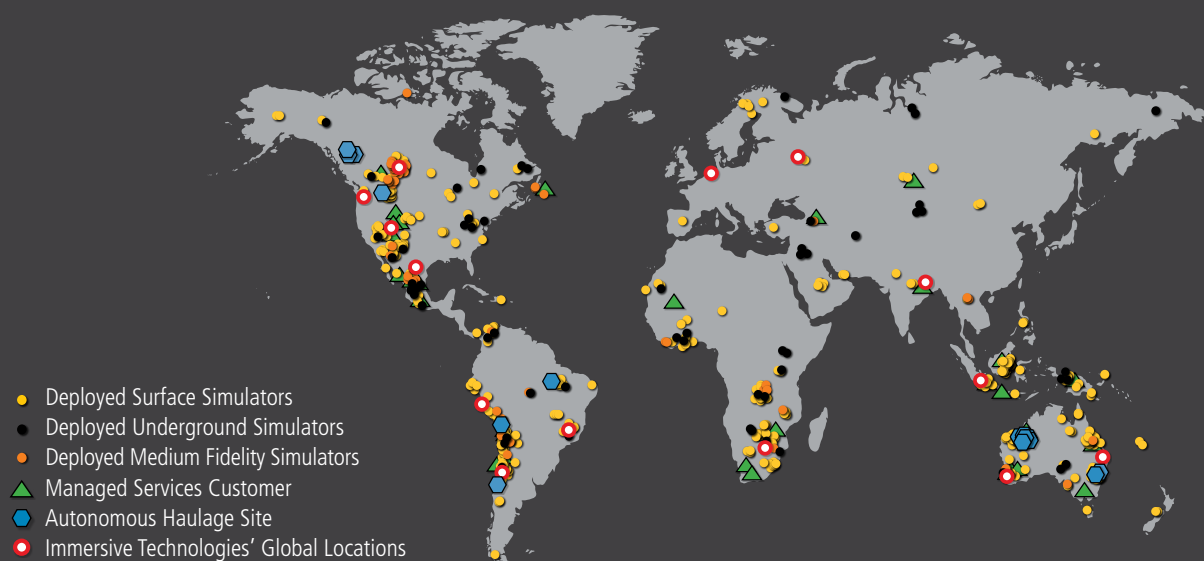 Deployed Surface Simulators
Deployed Underground Simulators
Deployed Medium Fidelity Simulators
Managed Services Customer
Autonomous Haulage Site
Immersive Technologies’ Global Locations